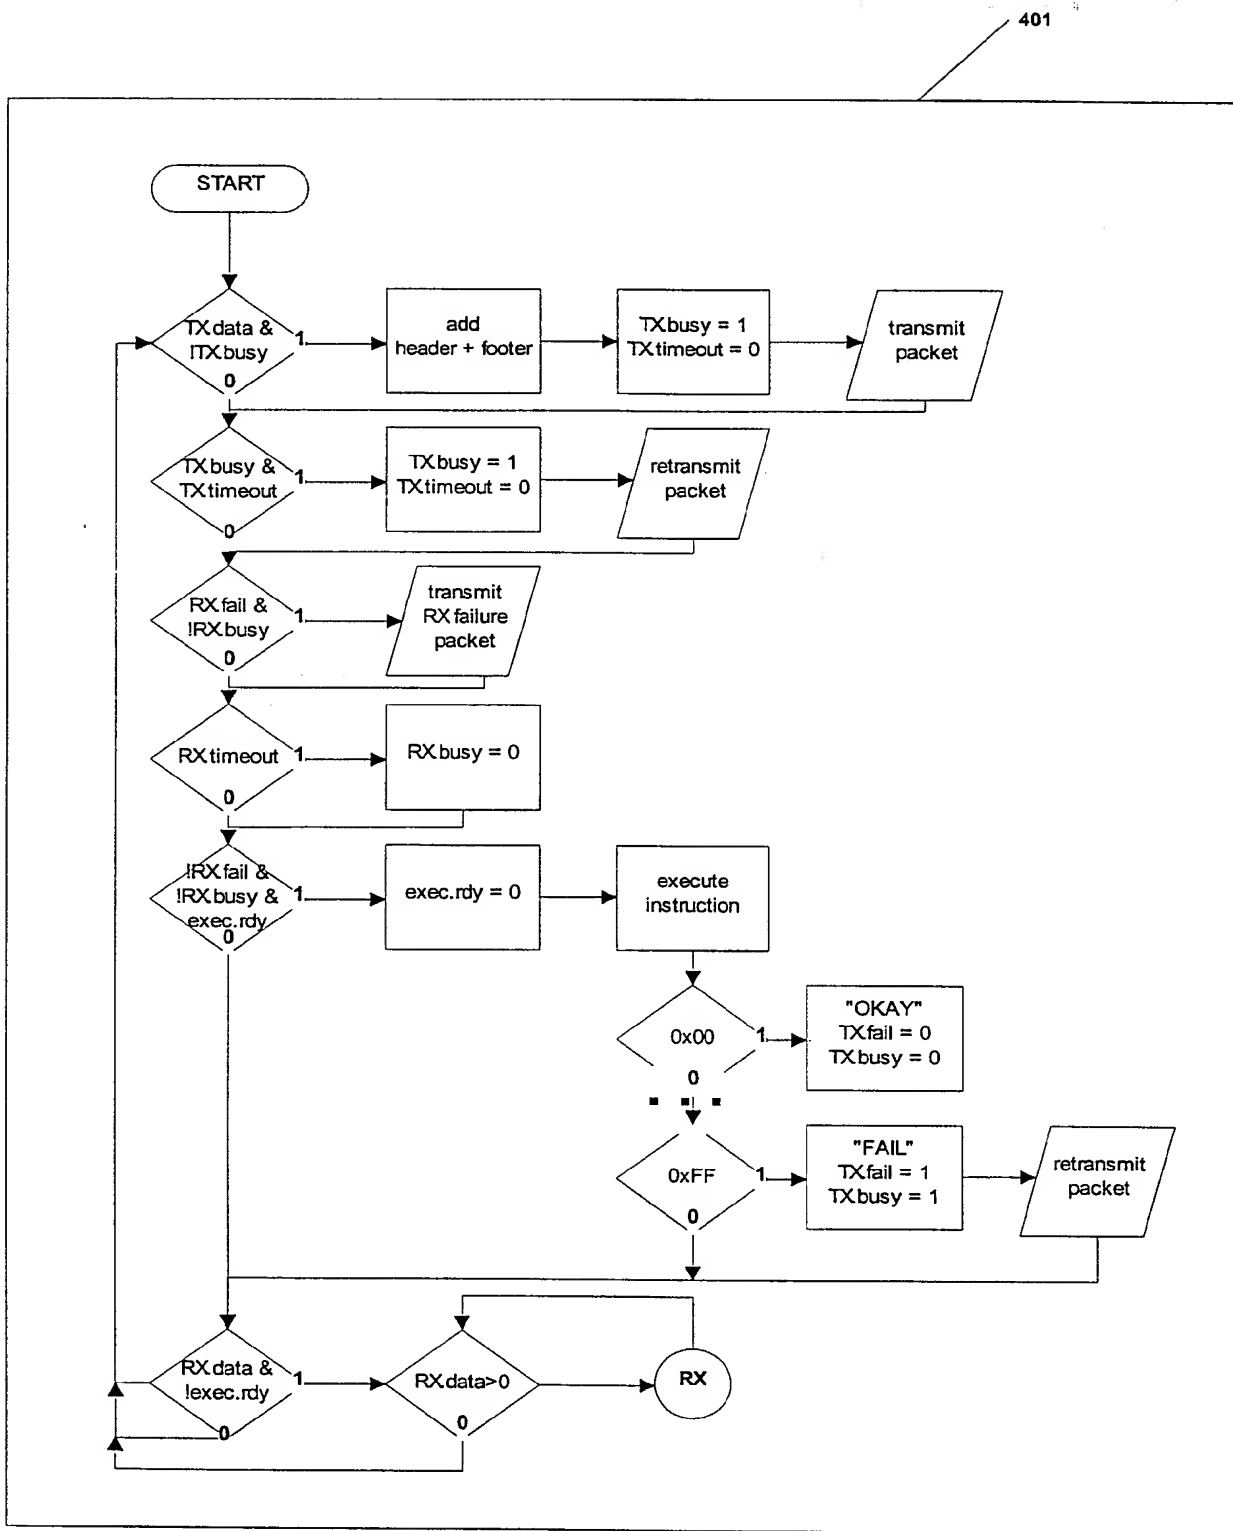 401
START
TX.data &
!TX.busy
1
0
add
header + footer
TX.busy = 1
TX.timeout = 0
transmit
packet
TX.busy &
TX.timeout
1
0
TX.busy = 1
TX.timeout = 0
retransmit
packet
RX.fail &
!RX.busy
1
0
transmit
RX failure
packet
RX.timeout
1
0
RX.busy = 0
!RX.fail &
!RX.busy &
exec.rdy
1
0
exec.rdy = 0
execute
instruction
0x00
1
0
"OKAY"
TX.fail = 0
TX.busy = 0
0xFF
1
0
"FAIL"
TX.fail = 1
TX.busy = 1
retransmit
packet
RX.data &
!exec.rdy
1
0
RX.data>0
0
RX